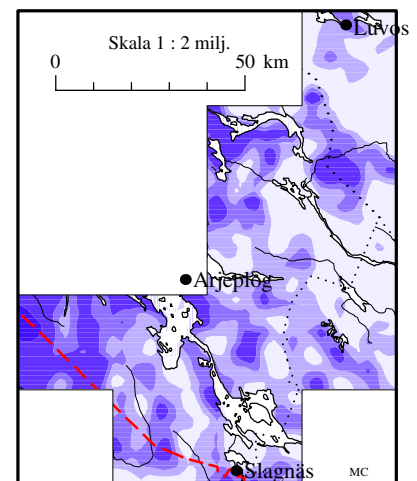 Luvos
Skala 1 : 2 milj.
0 50 km
Arjeplog
Slagnäs
MC